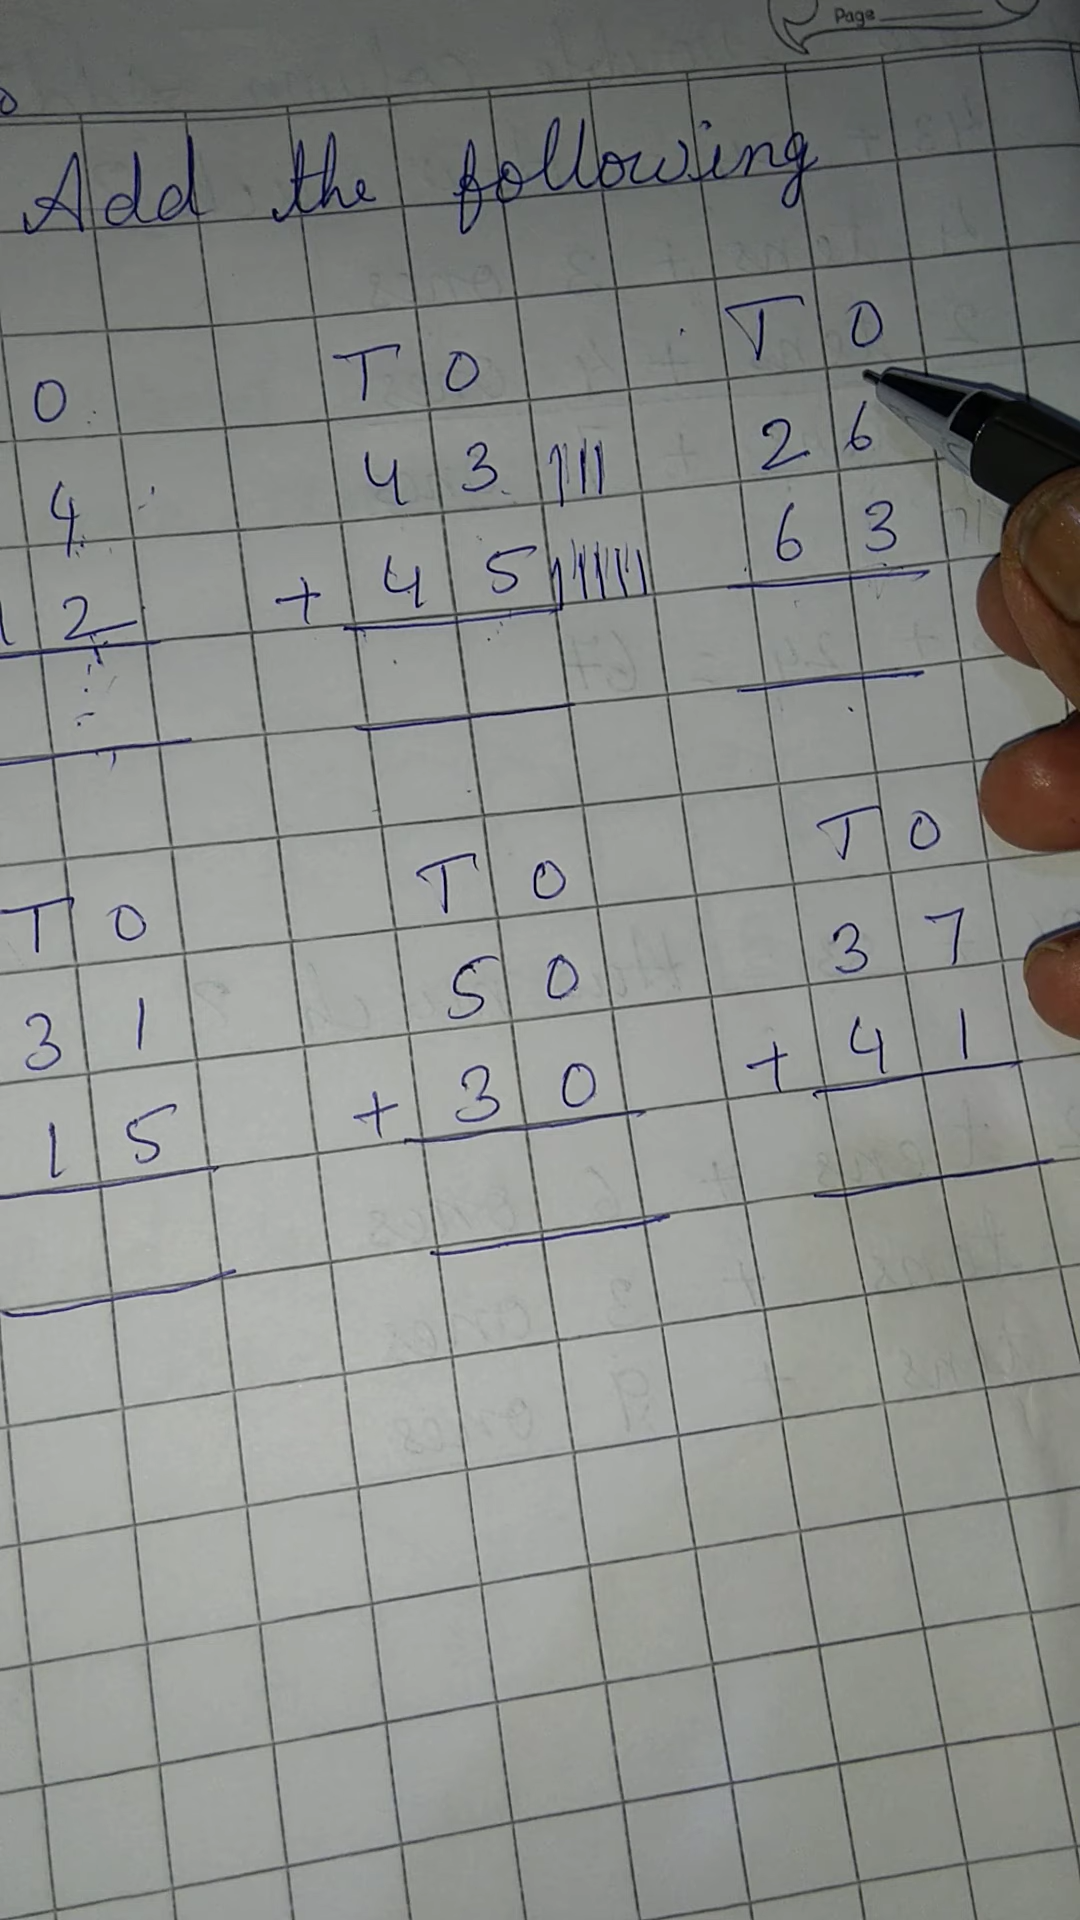 Page
Add the following
O T O T O
4 4 3 2 6
1 2 + 4 5 6 3
T O T O T O
3 1 5 0 3 7
1 5 + 3 0 + 4 1